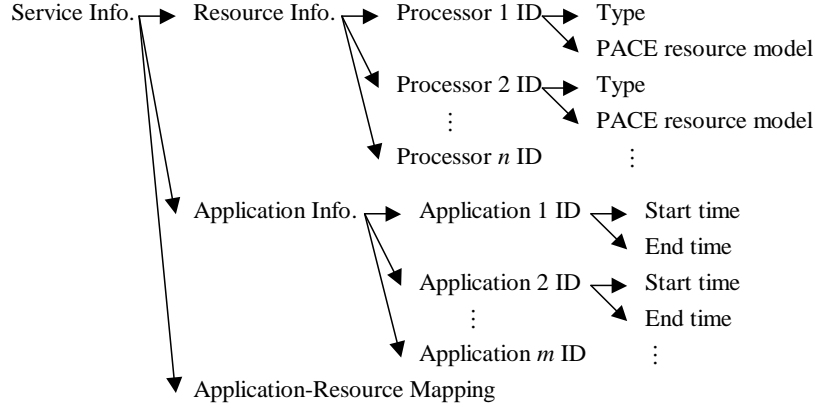 Service Info. Resource Info. Processor 1 ID Type
PACE resource model
Processor 2 ID Type
⋮ PACE resource model
Processor n ID ⋮
Application Info. Application 1 ID Start time
End time
Application 2 ID Start time
⋮ End time
Application m ID ⋮
Application-Resource Mapping